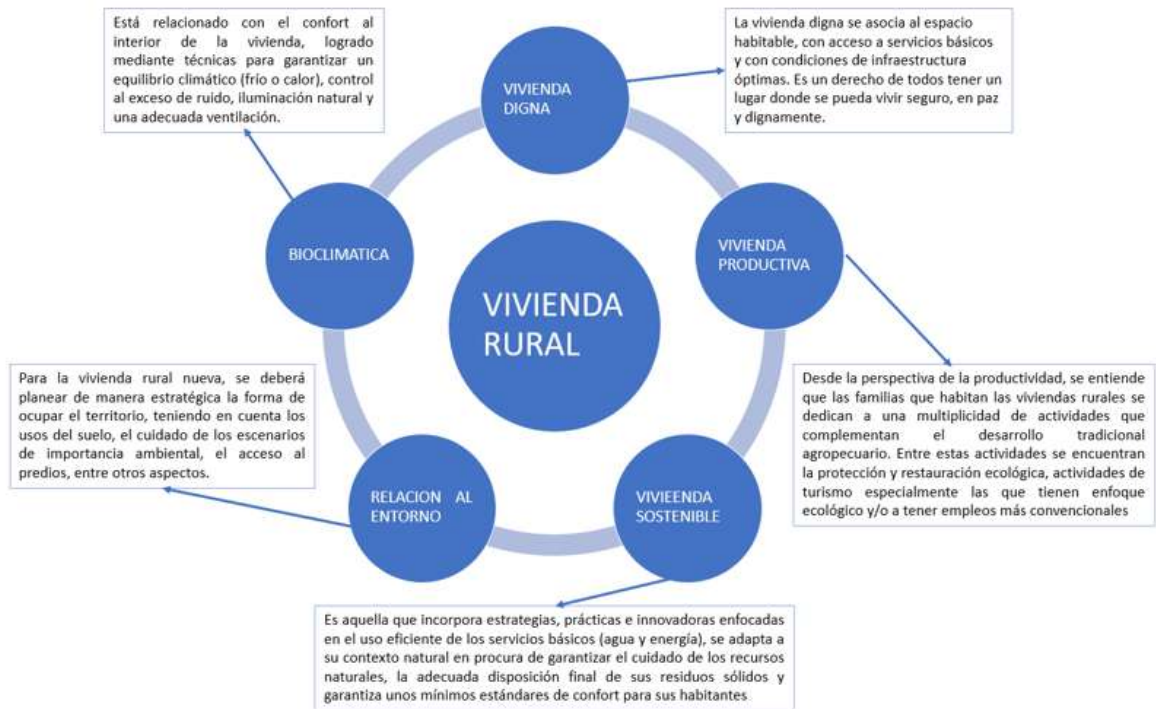 Está relacionado con el confort al
interior de la vivienda, logrado
mediante técnicas para garantizar un
equilibrio climático (frío o calor), control
al exceso de ruido, iluminación natural y
una adecuada ventilación.
VIVIENDA
DIGNA
La vivienda digna se asocia al espacio
habitable, con acceso a servicios básicos
y con condiciones de infraestructura
óptimas. Es un derecho de todos tener un
lugar donde se pueda vivir seguro, en paz
y dignamente.
BIOCLIMATICA
VIVIENDA
PRODUCTIVA
VIVIENDA
RURAL
Para la vivienda rural nueva, se deberá
planear de manera estratégica la forma de
ocupar el territorio, teniendo en cuenta los
usos del suelo, el cuidado de los escenarios
de importancia ambiental, el acceso al
predios, entre otros aspectos.
Desde la perspectiva de la productividad, se entiende
que las familias que habitan las viviendas rurales se
dedican a una multiplicidad de actividades que
complementan el desarrollo tradicional
agropecuario. Entre estas actividades se encuentran
la protección y restauración ecológica, actividades de
turismo especialmente las que tienen enfoque
ecológico y/o a tener empleos más convencionales
RELACION AL
ENTORNO
VIVIEENDA
SOSTENIBLE
Es aquella que incorpora estrategias, prácticas e innovadoras enfocadas
en el uso eficiente de los servicios básicos (agua y energía), se adapta a
su contexto natural en procura de garantizar el cuidado de los recursos
naturales, la adecuada disposición final de sus residuos sólidos y
garantiza unos mínimos estándares de confort para sus habitantes